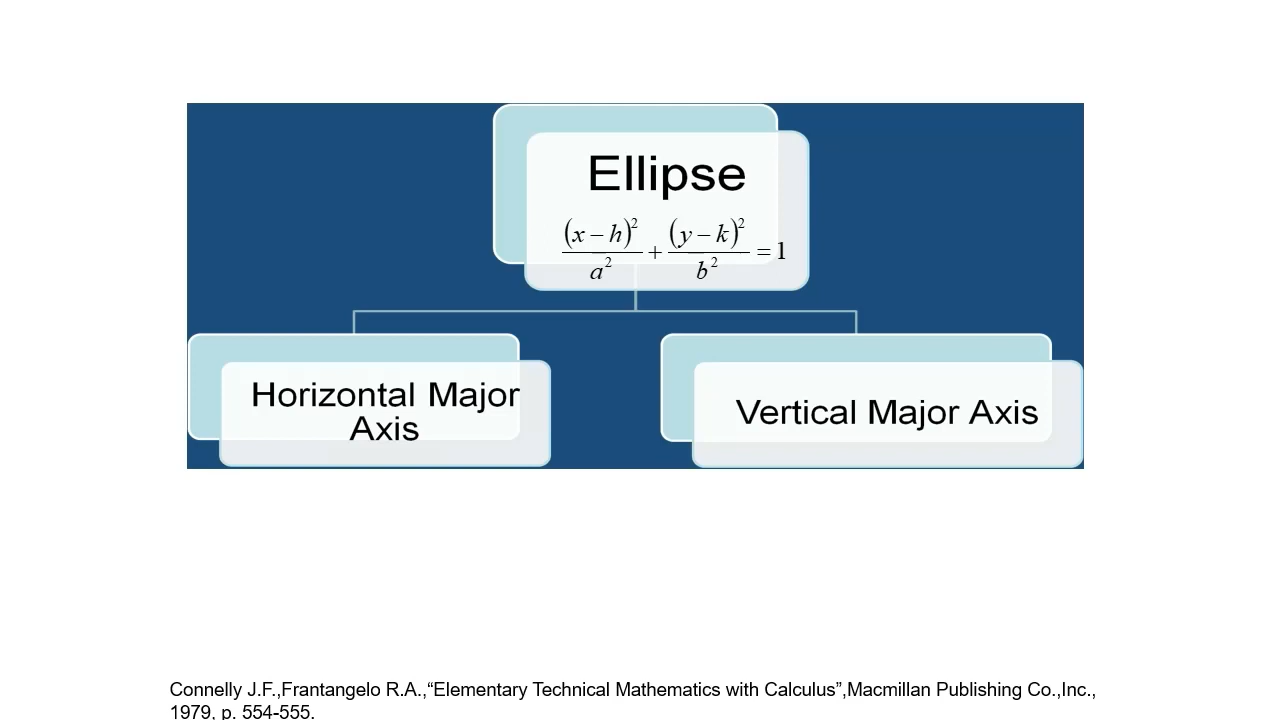 Ellipse
(x – h)²/a² + (y – k)²/b² = 1
Horizontal Major
Axis
Vertical Major Axis
Connelly J.F.,Frantangelo R.A.,“Elementary Technical Mathematics with Calculus”,Macmillan Publishing Co.,Inc.,
1979, p. 554-555.